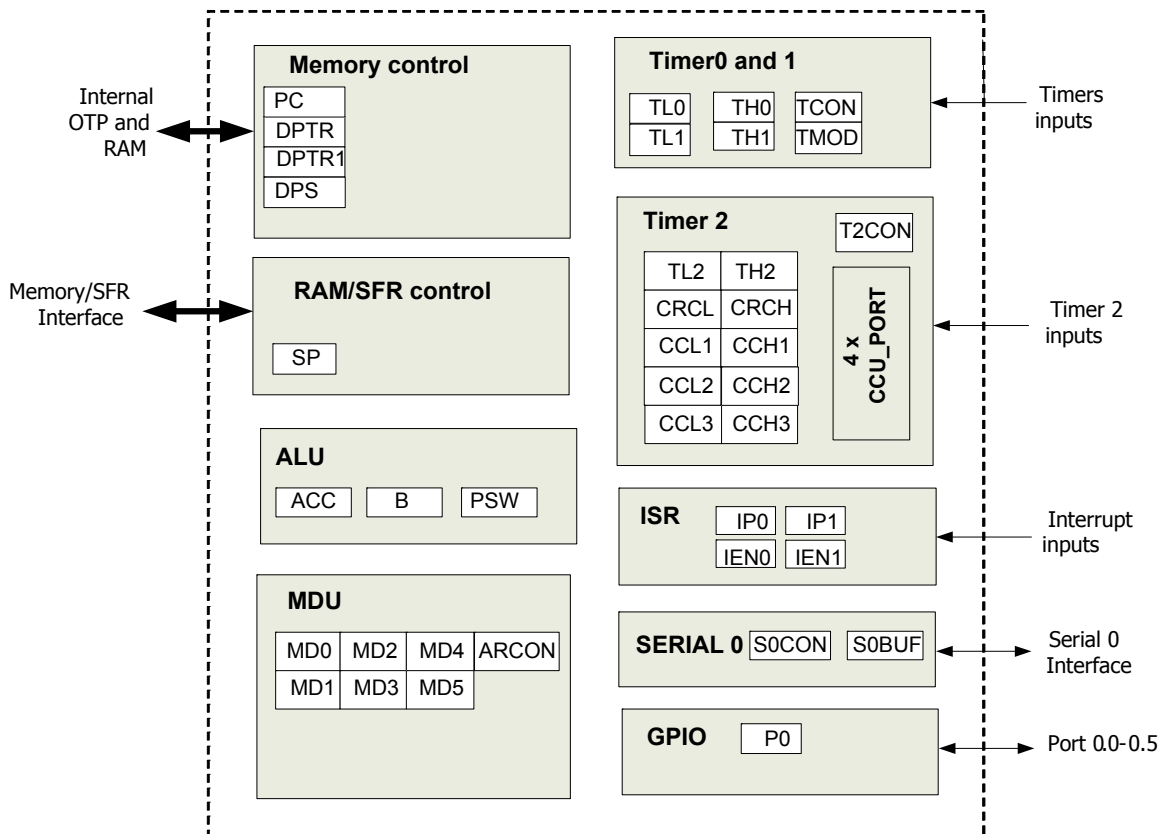 Memory control
PC
DPTR
DPTR1
DPS
Internal
OTP and
RAM
RAM/SFR control
SP
Memory/SFR
Interface
ALU
ACC B PSW
MDU
MD0 MD2 MD4 ARCON
MD1 MD3 MD5
Timer0 and 1
TL0 TH0 TCON
TL1 TH1 TMOD
Timers
inputs
Timer 2
T2CON
TL2 TH2
CRCL CRCH
CCL1 CCH1
CCL2 CCH2
CCL3 CCH3
4 x
CCU_PORT
Timer 2
inputs
ISR
IP0 IP1
IEN0 IEN1
Interrupt
inputs
SERIAL 0 S0CON S0BUF
Serial 0
Interface
GPIO P0
Port 0.0-0.5